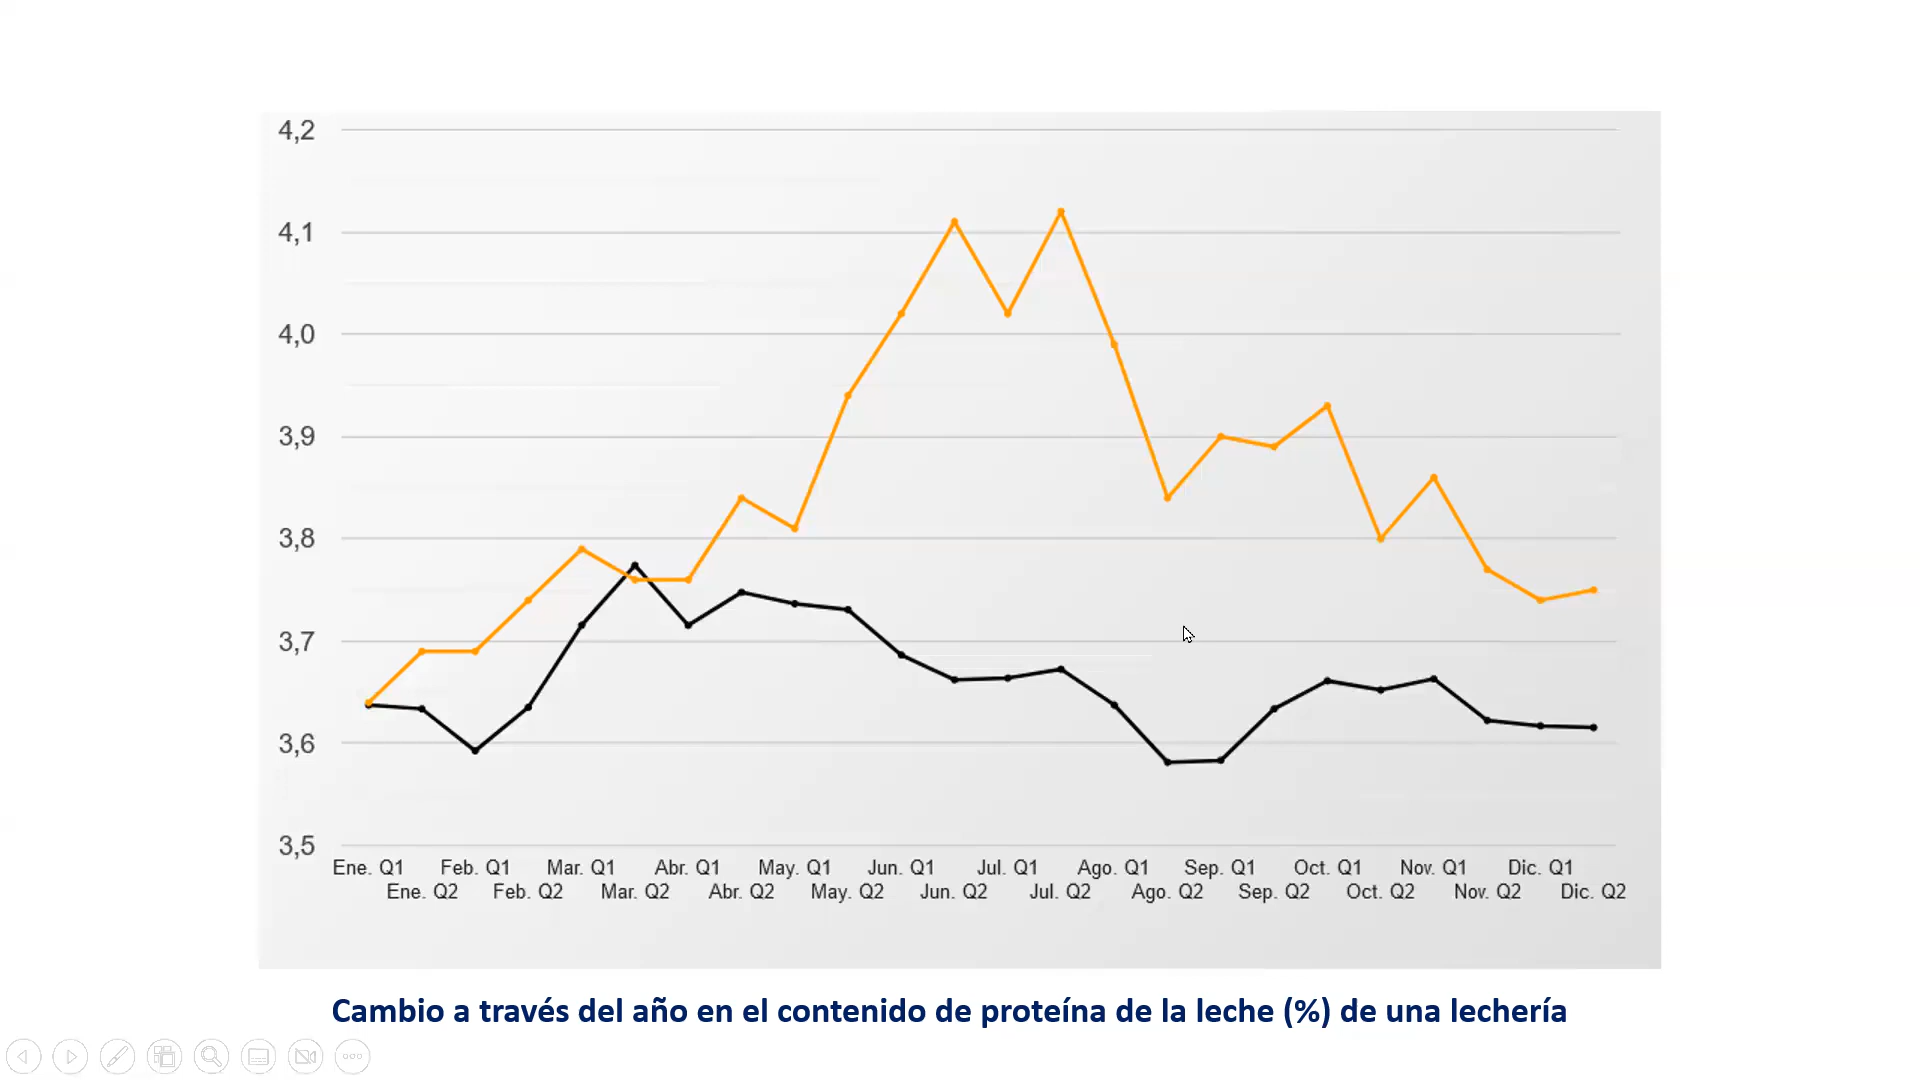 4,2
4,1
4,0
3,9
3,8
3,7
3,6
3,5
Ene. Q1 Feb. Q1 Mar. Q1 Abr. Q1 May. Q1 Jun. Q1 Jul. Q1 Ago. Q1 Sep. Q1 Oct. Q1 Nov. Q1 Dic. Q1
Ene. Q2 Feb. Q2 Mar. Q2 Abr. Q2 May. Q2 Jun. Q2 Jul. Q2 Ago. Q2 Sep. Q2 Oct. Q2 Nov. Q2 Dic. Q2
Cambio a través del año en el contenido de proteína de la leche (%) de una lechería